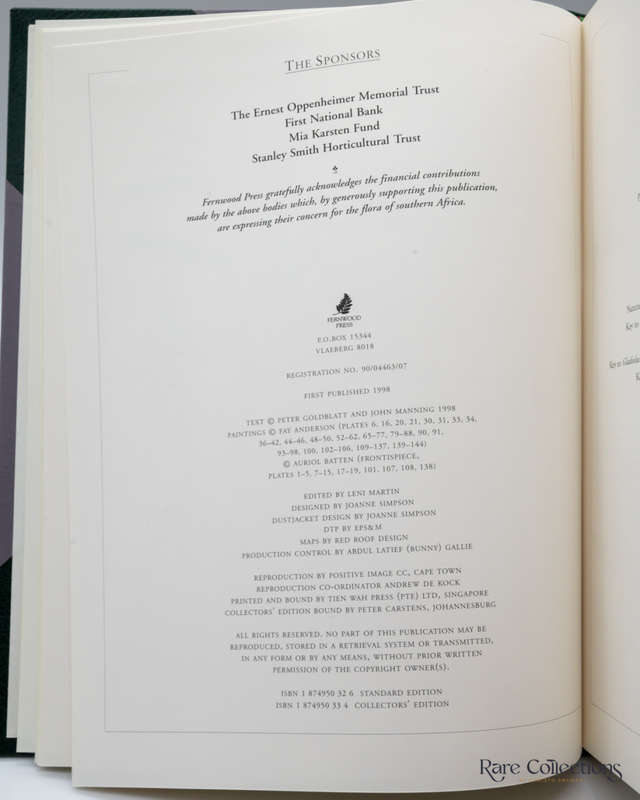 THE SPONSORS
The Ernest Oppenheimer Memorial Trust
First National Bank
Mia Karsten Fund
Stanley Smith Horticultural Trust
Fernwood Press gratefully acknowledges the financial contributions
made by the above bodies which, by generously supporting this publication,
are expressing their concern for the flora of southern Africa.
FERNWOOD
PRESS
P.O.BOX 15344
VLAEBERG 8018
REGISTRATION NO. 90/04463/07
FIRST PUBLISHED 1998
TEXT © PETER GOLDBLATT AND JOHN MANNING 1998
PAINTINGS © FAY ANDERSON (PLATES 6, 16, 20, 21, 30, 31, 33, 34,
36–42, 44–46, 48–50, 52–62, 65–77, 79–88, 90, 91,
93–98, 100, 102–106, 109–137, 139–144)
© AURIOL BATTEN (FRONTISPIECE,
PLATES 1–5, 7–15, 17–19, 101, 107, 108, 138)
EDITED BY LENI MARTIN
DESIGNED BY JOANNE SIMPSON
DUSTJACKET DESIGN BY JOANNE SIMPSON
DTP BY EPS&M
MAPS BY RED ROOF DESIGN
PRODUCTION CONTROL BY ABDUL LATIEF (BUNNY) GALLIE
REPRODUCTION BY POSITIVE IMAGE CC, CAPE TOWN
REPRODUCTION CO-ORDINATOR ANDREW DE KOCK
PRINTED AND BOUND BY TIEN WAH PRESS (PTE) LTD, SINGAPORE
COLLECTORS' EDITION BOUND BY PETER CARSTENS, JOHANNESBURG
ALL RIGHTS RESERVED. NO PART OF THIS PUBLICATION MAY BE
REPRODUCED, STORED IN A RETRIEVAL SYSTEM OR TRANSMITTED,
IN ANY FORM OR BY ANY MEANS, WITHOUT PRIOR WRITTEN
PERMISSION OF THE COPYRIGHT OWNER(S).
ISBN 1 874950 32 6 STANDARD EDITION
ISBN 1 874950 33 4 COLLECTORS' EDITION
Key to
Key to Gladiolus
Rare Collections